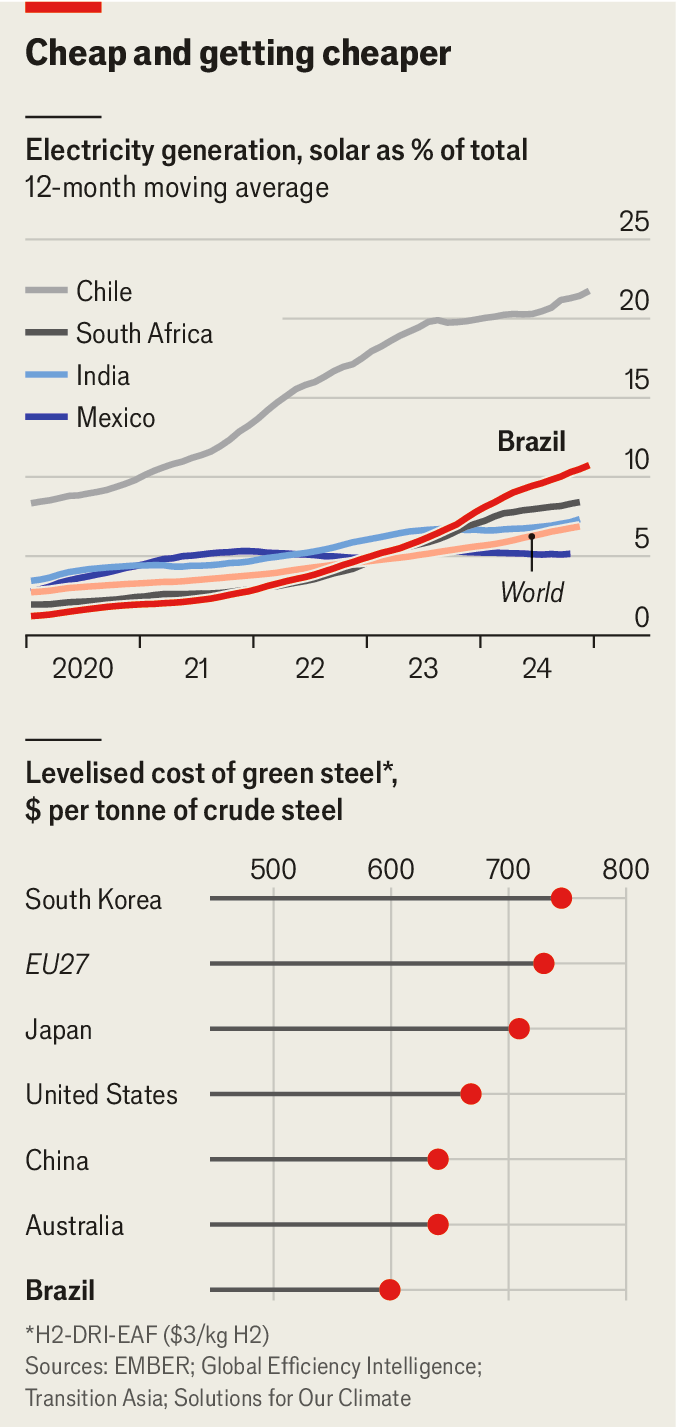 Cheap and getting cheaper
Electricity generation, solar as % of total
12-month moving average
25
20
15
10
5
0
Chile
South Africa
India
Mexico
Brazil
World
2020
21
22
23
24
Levelised cost of green steel*,
$ per tonne of crude steel
500
600
700
800
South Korea
EU27
Japan
United States
China
Australia
Brazil
*H2-DRI-EAF ($3/kg H2)
Sources: EMBER; Global Efficiency Intelligence;
Transition Asia; Solutions for Our Climate